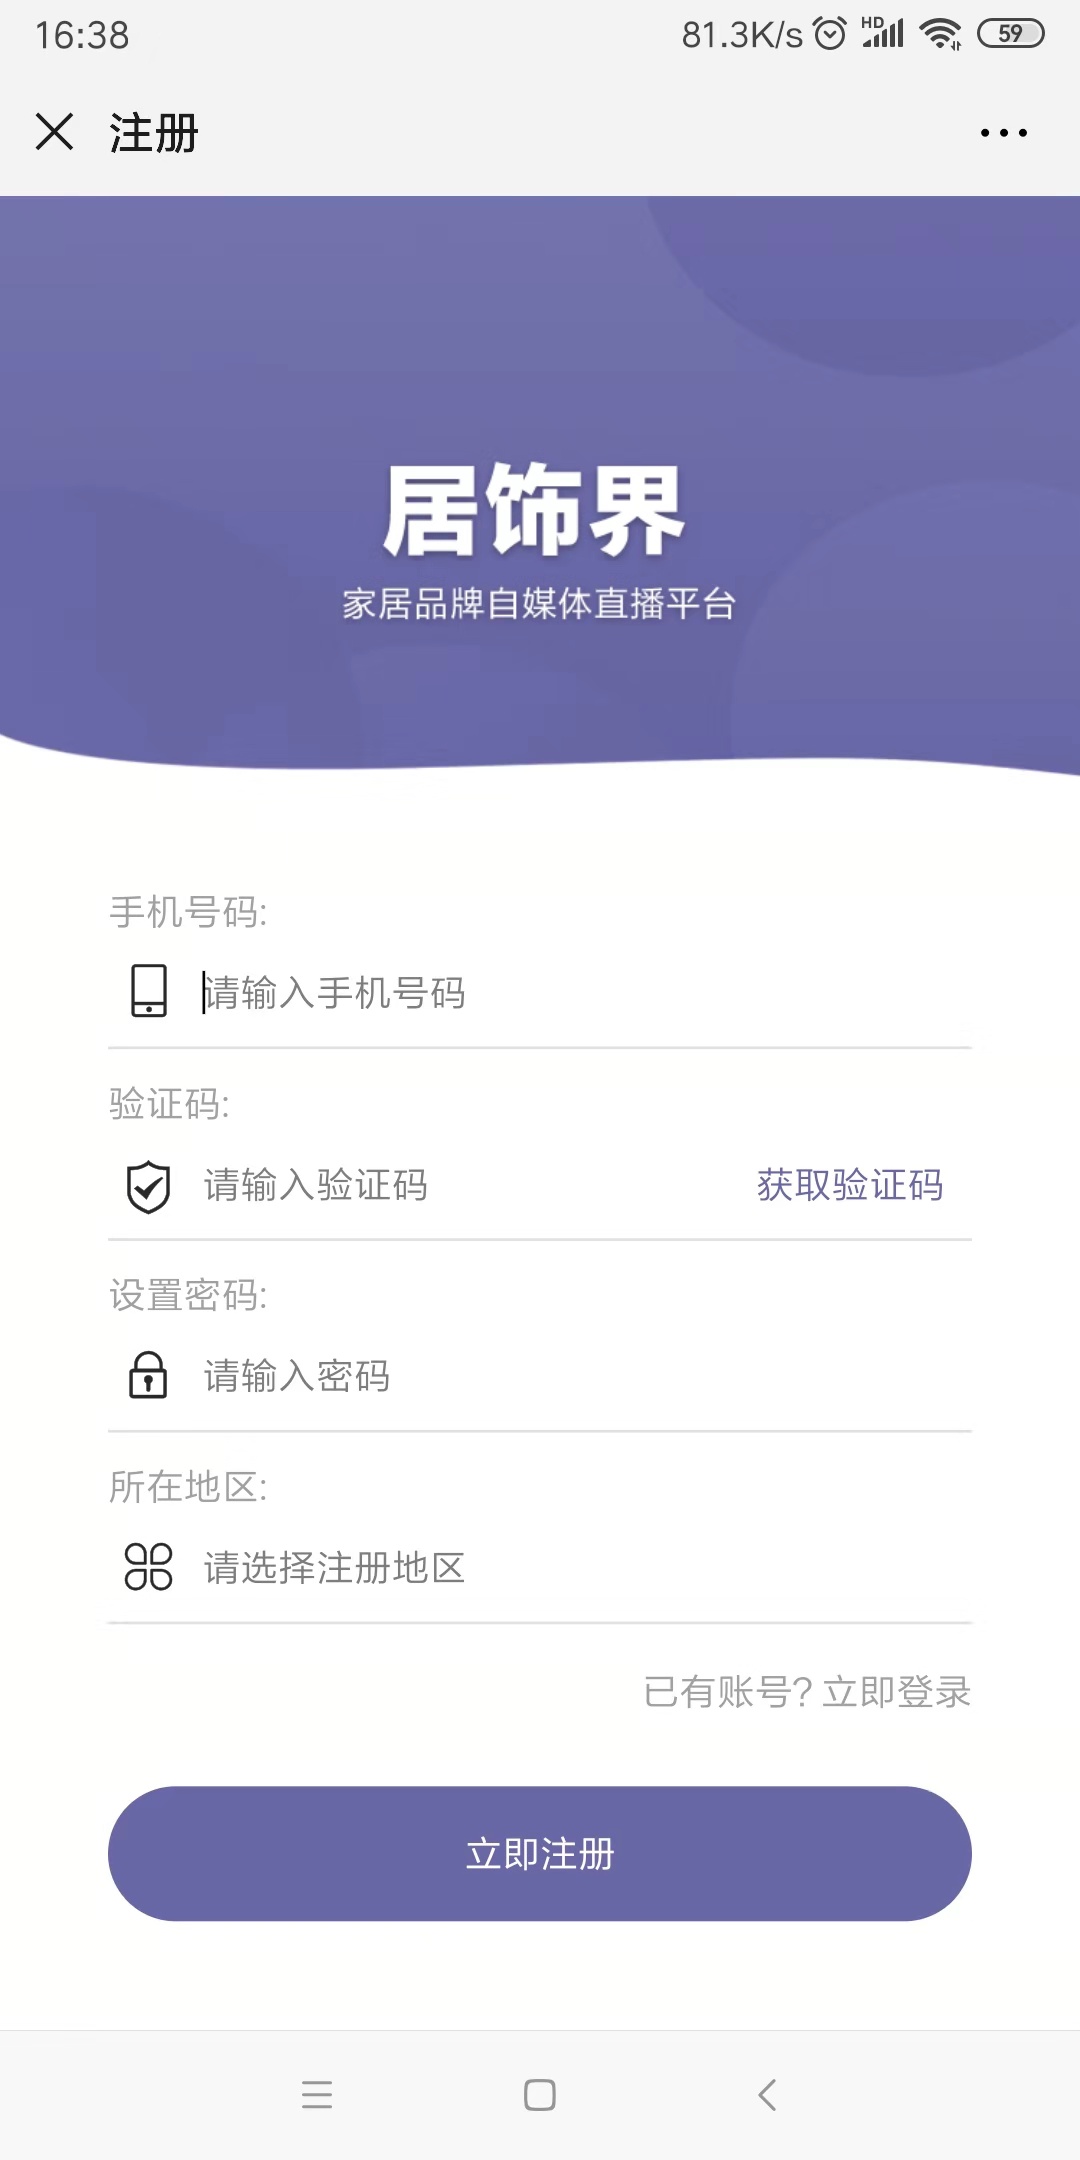 16:38 81.3K/s HD 59
注册
居饰界
家居品牌自媒体直播平台
手机号码:
请输入手机号码
验证码:
请输入验证码 获取验证码
设置密码:
请输入密码
所在地区:
请选择注册地区
已有账号? 立即登录
立即注册